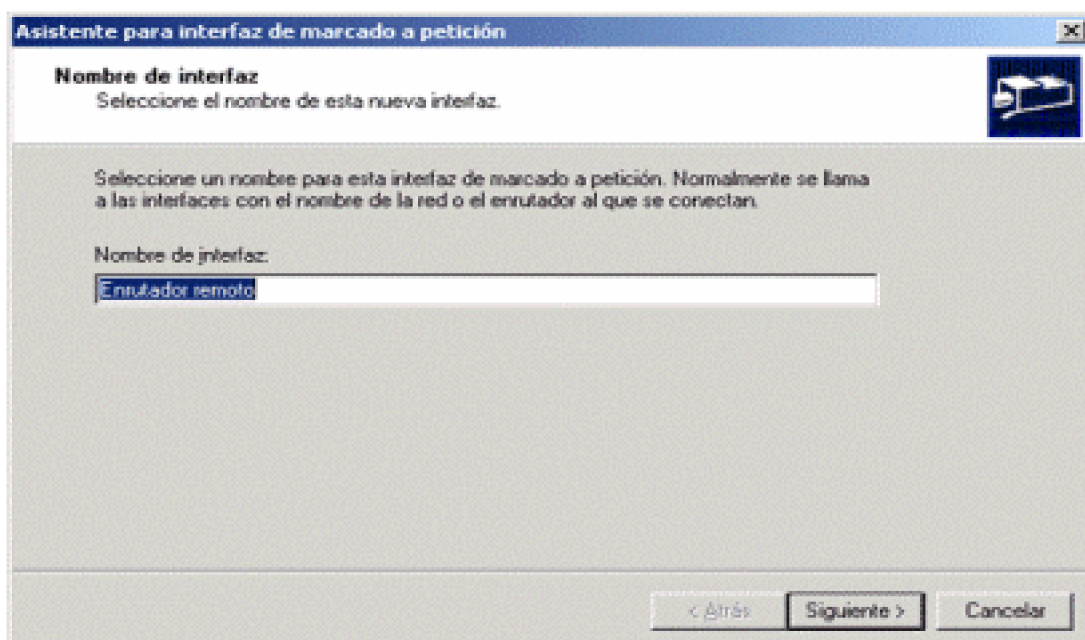 Asistente para interfaz de marcado a petición
Nombre de interfaz
Seleccione el nombre de esta nueva interfaz.
Seleccione un nombre para esta interfaz de marcado a petición. Normalmente se llama
a las interfaces con el nombre de la red o el enrutador al que se conectan.
Nombre de interfaz:
Enrutador remoto
< Atrás Siguiente > Cancelar